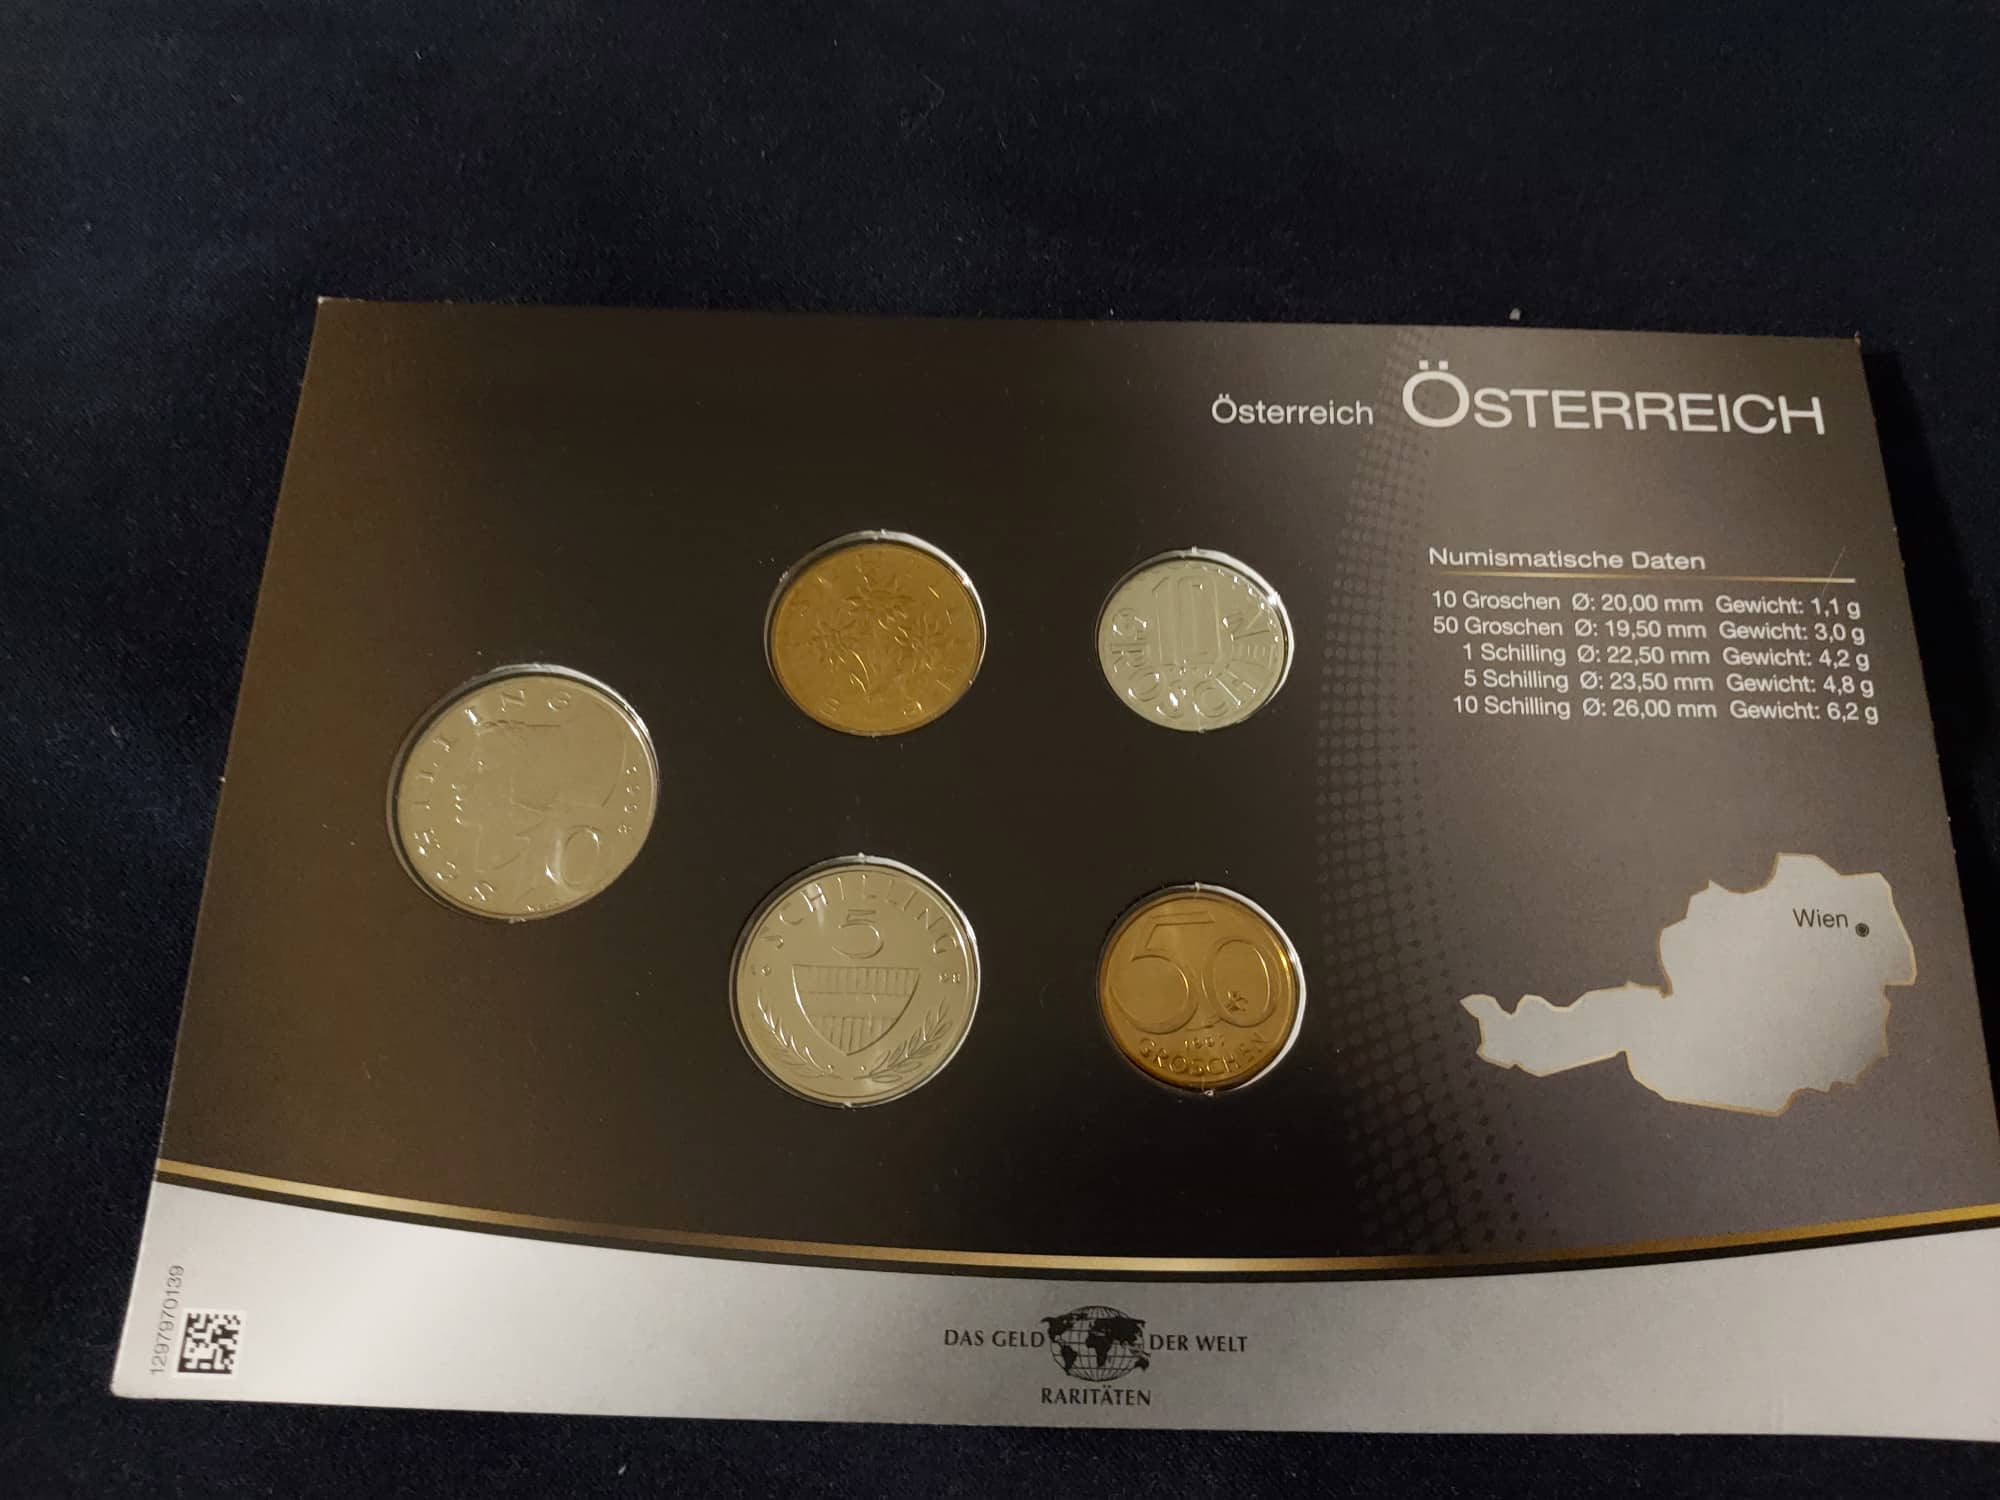 Österreich ÖSTERREICH
Numismatische Daten
10 Groschen Ø: 20,00 mm Gewicht: 1,1 g
50 Groschen Ø: 19,50 mm Gewicht: 3,0 g
1 Schilling Ø: 22,50 mm Gewicht: 4,2 g
5 Schilling Ø: 23,50 mm Gewicht: 4,8 g
10 Schilling Ø: 26,00 mm Gewicht: 6,2 g
10
GROSCHEN
SCHILLING
10
SCHILLING
5
50
GROSCHEN
Wien
1297970139
DAS GELD DER WELT
RARITÄTEN